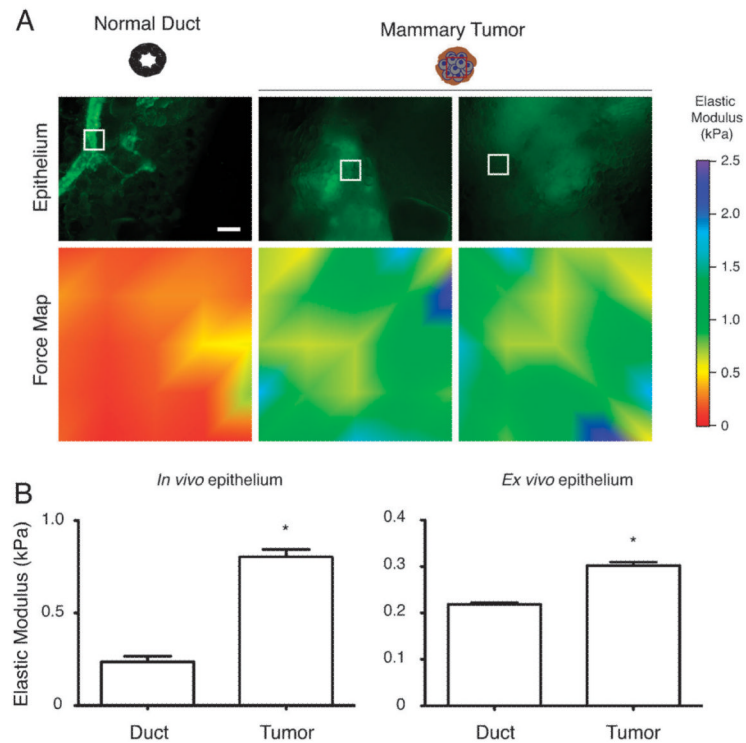 A
Normal Duct
Mammary Tumor
Epithelium
Force Map
Elastic
Modulus
(kPa)
2.5
2.0
1.5
1.0
0.5
0
B
In vivo epithelium
Elastic Modulus (kPa)
1.0
0.5
0
Duct
Tumor
*
Ex vivo epithelium
0.4
0.3
0.2
0.1
0
Duct
Tumor
*